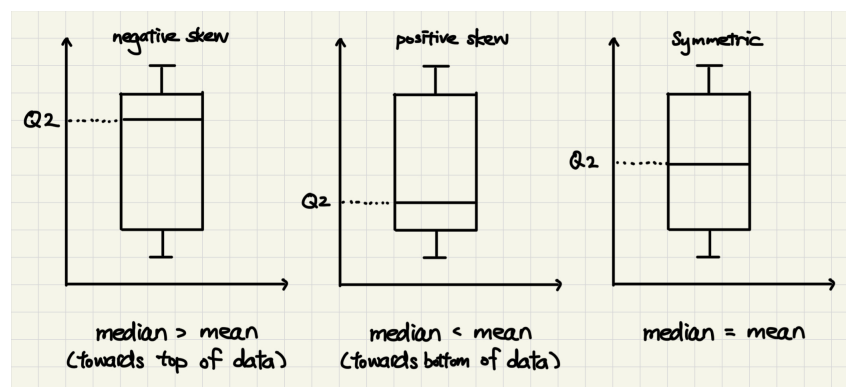 negative skew
Q2
median > mean
(towards top of data)
positive skew
Q2
median < mean
(towards bottom of data)
Symmetric
Q2
median = mean